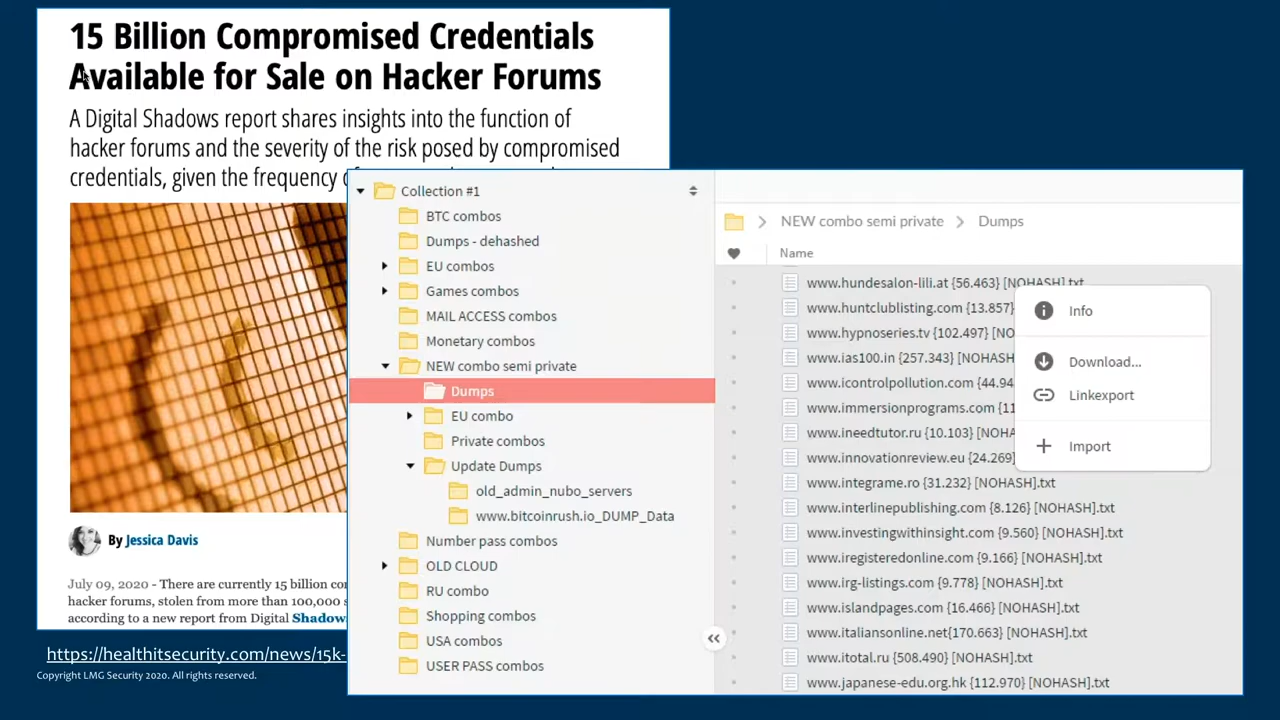 15 Billion Compromised Credentials
Available for Sale on Hacker Forums
A Digital Shadows report shares insights into the function of
hacker forums and the severity of the risk posed by compromised
credentials, given the frequency
By Jessica Davis
July 09, 2020 - There are currently 15 billion
hacker forums, stolen from more than 100,000
according to a new report from Digital Shadow
https://healthitsecurity.com/news/15k-
Copyright LMG Security 2020. All rights reserved.
Collection #1
BTC combos
Dumps - dehashed
EU combos
Games combos
MAIL ACCESS combos
Monetary combos
NEW combo semi private
Dumps
EU combo
Private combos
Update Dumps
old_admin_nubo_servers
www.bitcoinrush.io_DUMP_Data
Number pass combos
OLD CLOUD
RU combo
Shopping combos
USA combos
USER PASS combos
NEW combo semi private > Dumps
Name
www.hundesalon-lili.at {56.463} [NOHASH].txt
www.huntclublisting.com {13.857}
www.hypnoseries.tv {102.497} [NO
www.ias100.in {257.343} [NOHASH
www.icontrolpollution.com {44.94
www.immersionprograms.com {11
www.ineedtutor.ru {10.103} [NOHA
www.innovationreview.eu {24.269}
www.integrame.ro {31.232} [NOHASH].txt
www.interlinepublishing.com {8.126} [NOHASH].txt
www.investingwithinsight.com {9.560} [NOHASH].txt
www.iregisteredonline.com {9.166} [NOHASH].txt
www.irg-listings.com {9.778} [NOHASH].txt
www.islandpages.com {16.466} [NOHASH].txt
www.italiansonline.net{170.663} [NOHASH].txt
www.itotal.ru {508.490} [NOHASH].txt
www.japanese-edu.org.hk {112.970} [NOHASH].txt
Info
Download...
Linkexport
Import